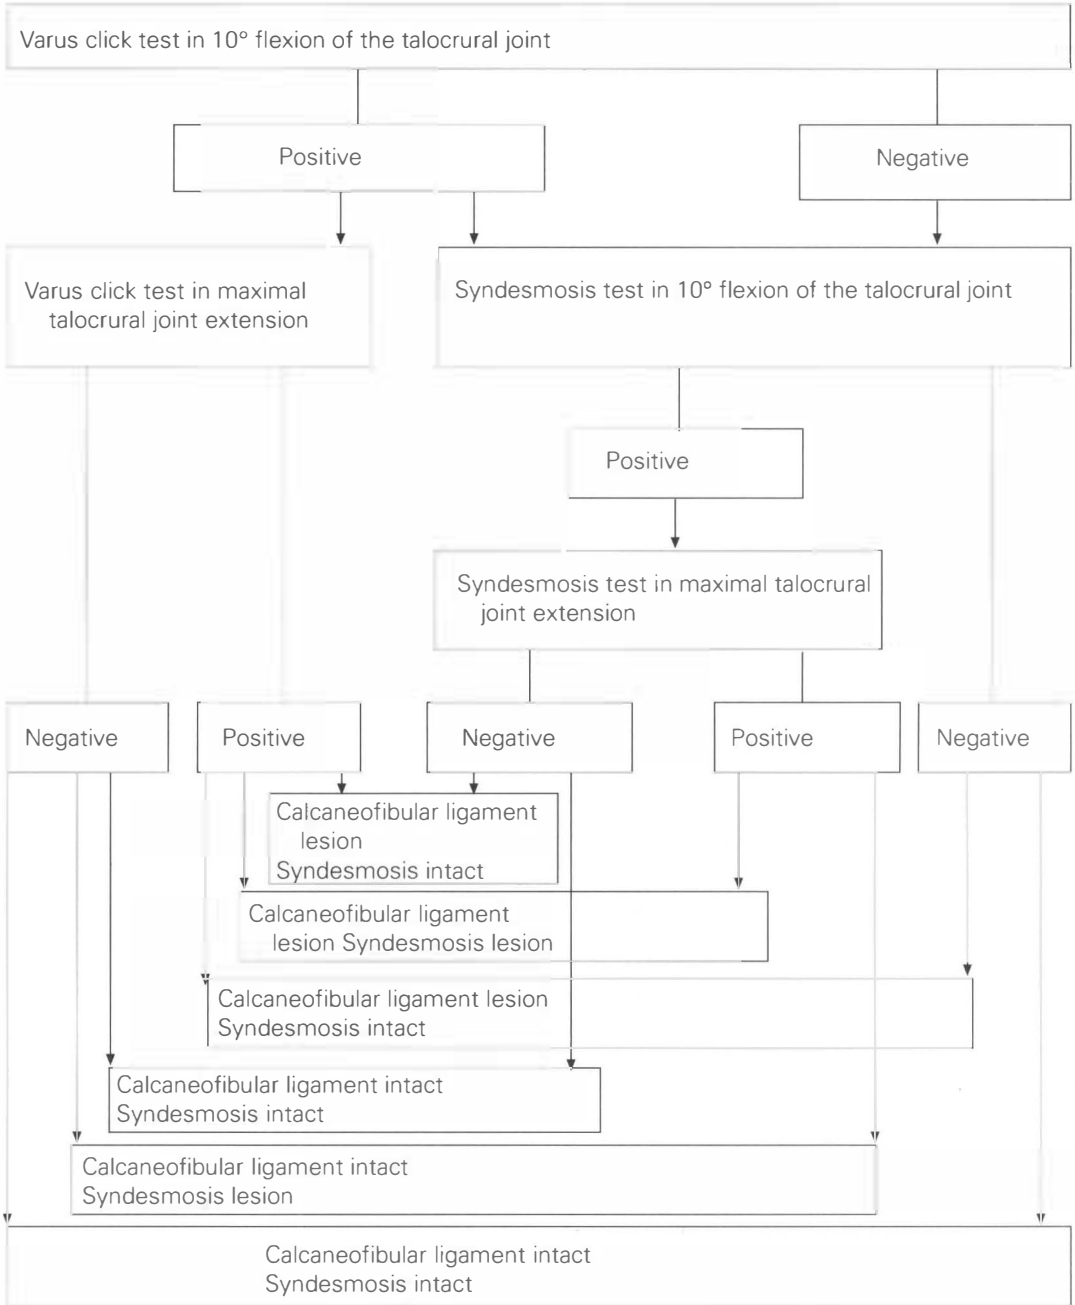 Varus click test in 10° flexion of the talocrural joint
Positive
Negative
Varus click test in maximal
talocrural joint extension
Syndesmosis test in 10° flexion of the talocrural joint
Positive
Syndesmosis test in maximal talocrural
joint extension
Negative
Positive
Negative
Positive
Negative
Calcaneofibular ligament
lesion
Syndesmosis intact
Calcaneofibular ligament
lesion Syndesmosis lesion
Calcaneofibular ligament lesion
Syndesmosis intact
Calcaneofibular ligament intact
Syndesmosis intact
Calcaneofibular ligament intact
Syndesmosis lesion
Calcaneofibular ligament intact
Syndesmosis intact